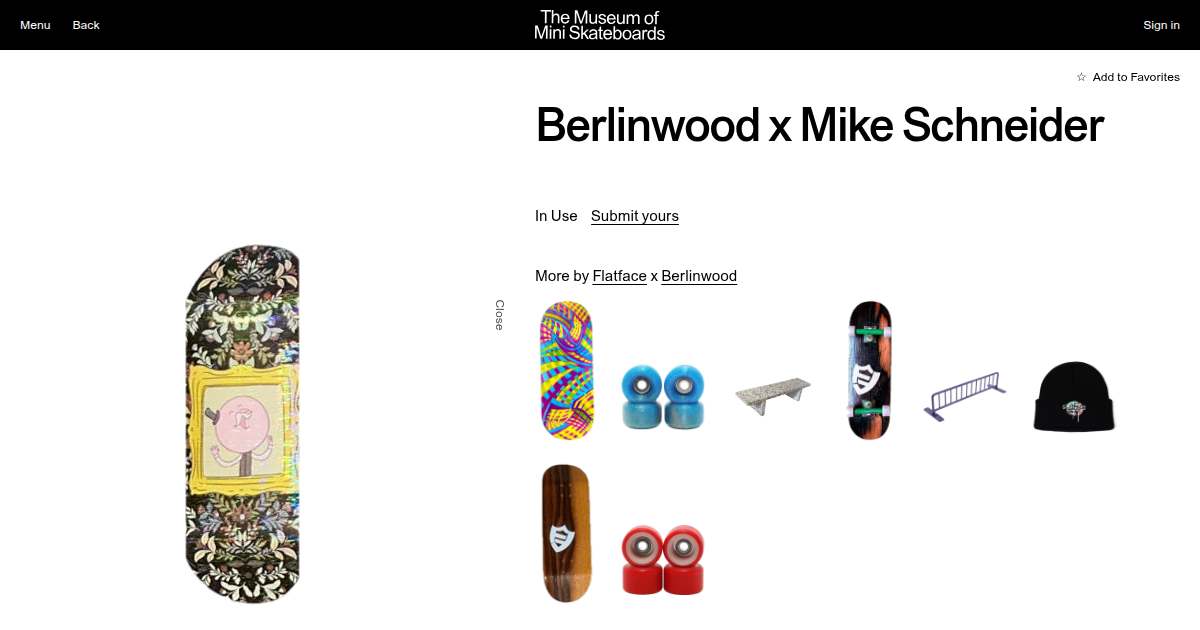 Menu
Back
The Museum of
Mini Skateboards
Sign in
☆ Add to Favorites
Berlinwood x Mike Schneider
In Use Submit yours
More by Flatface x Berlinwood
Close